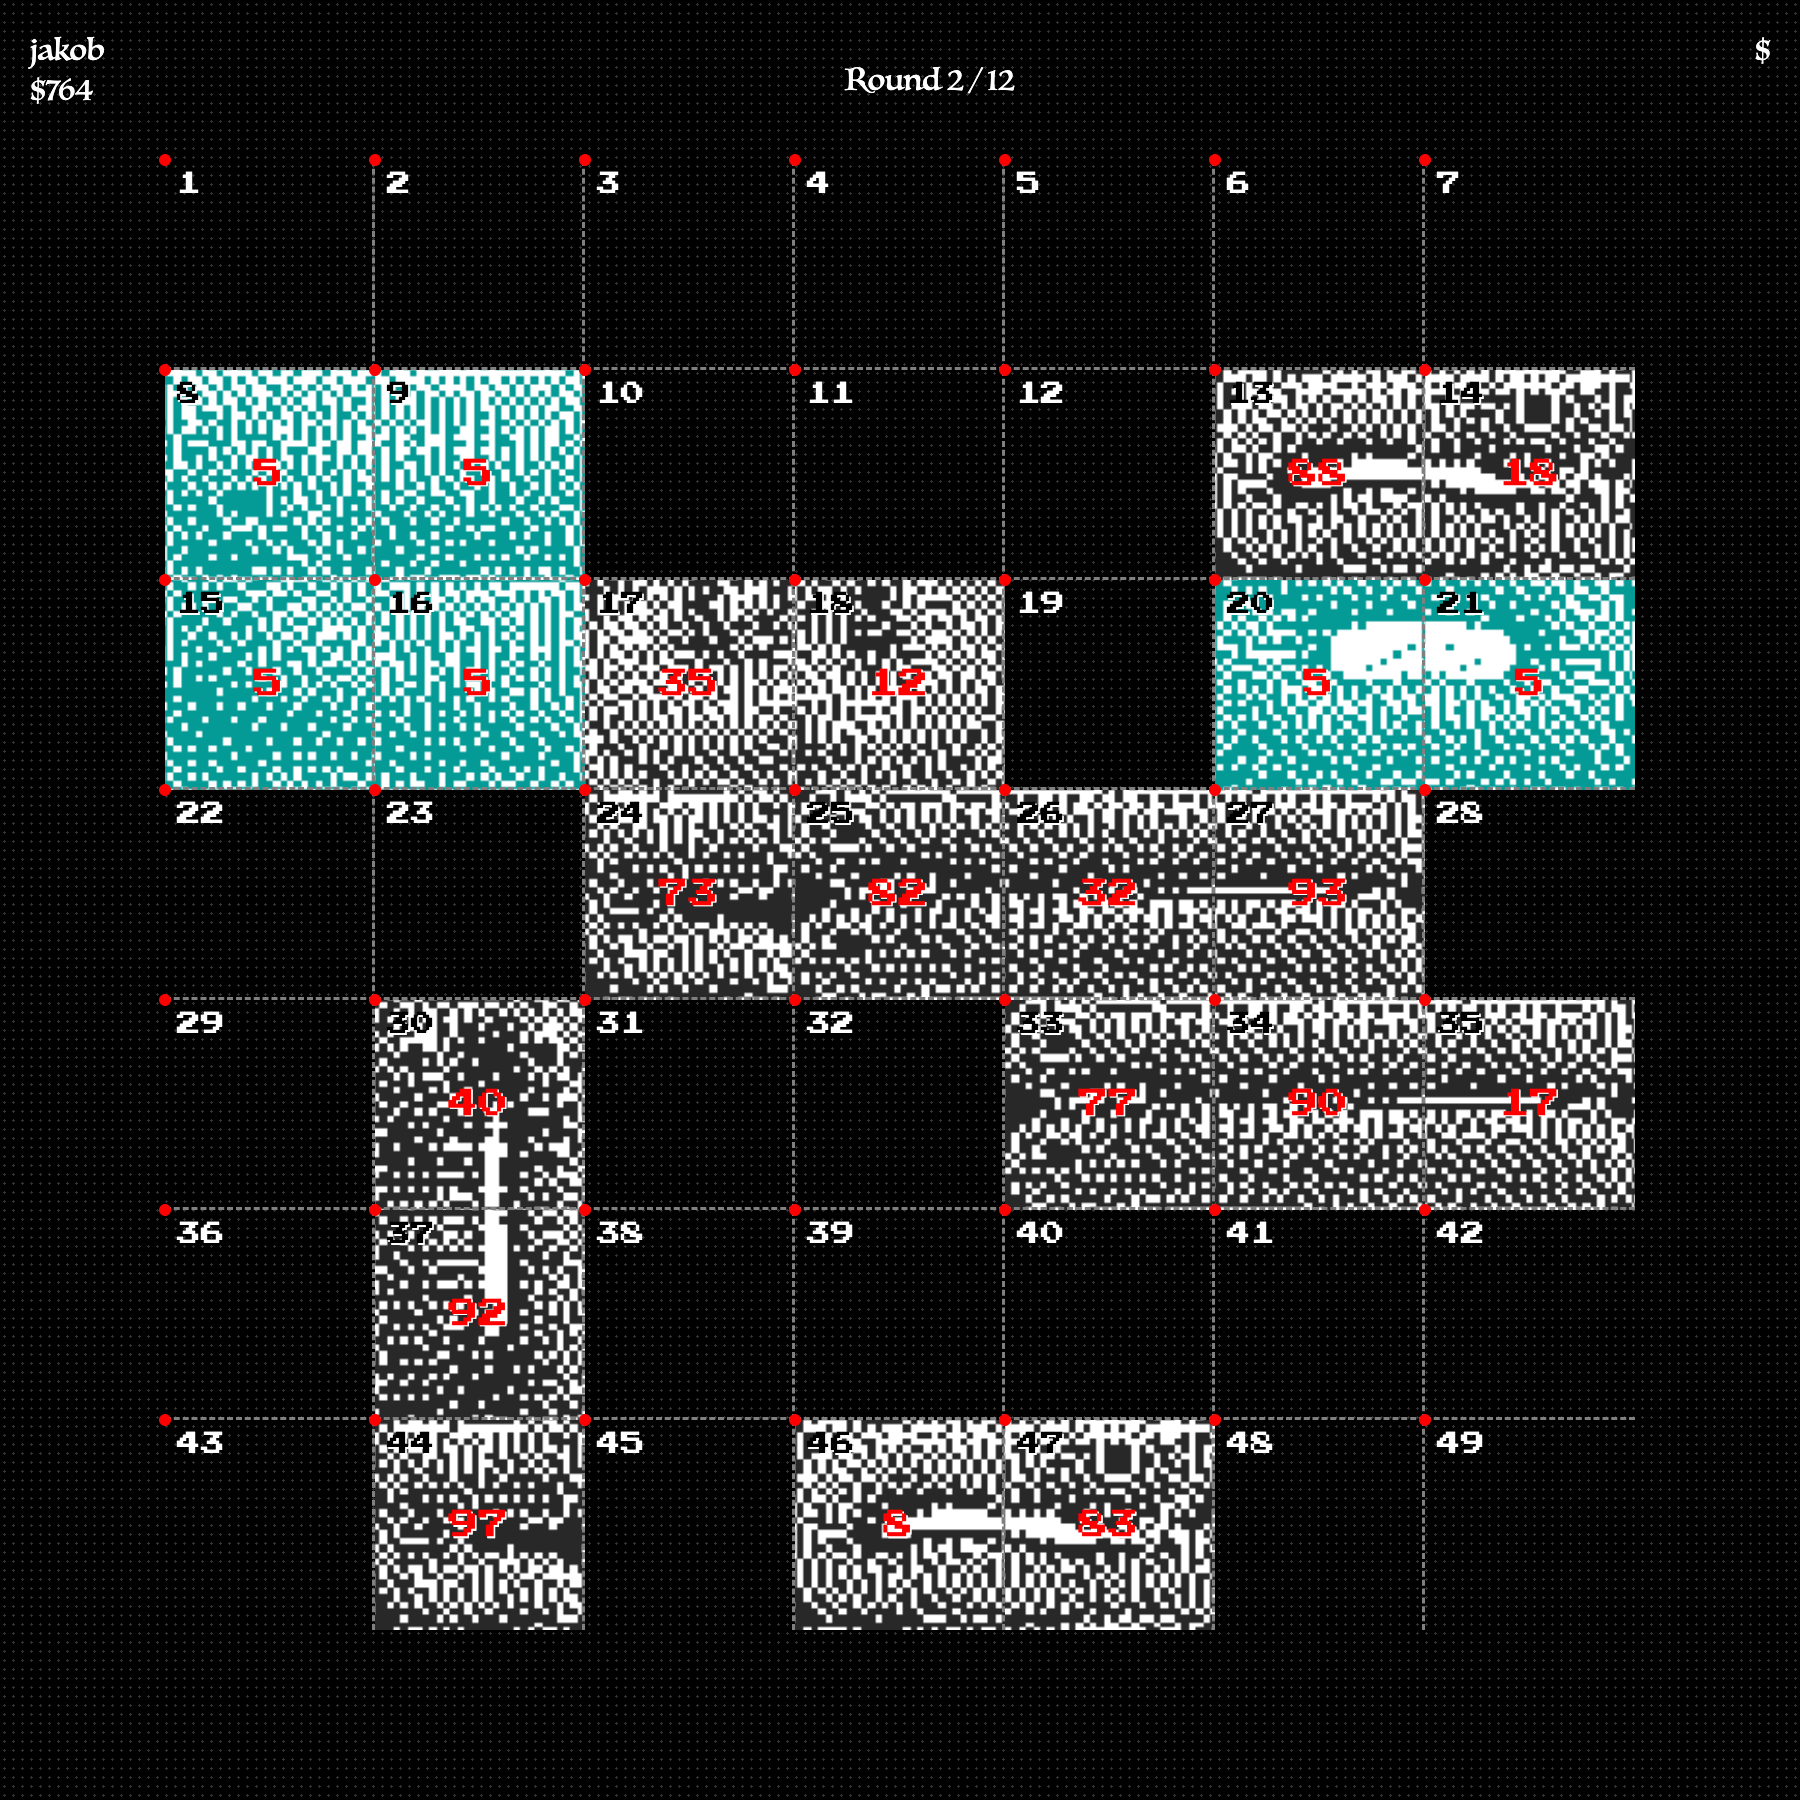 jakob $
$764
Round 2/12
1 2 3 4 5 6 7
8 9 10 11 12 13 14
5 5 88 18
15 16 17 18 19 20 21
5 5 35 12 5 5
22 23 24 25 26 27 28
73 82 32 93
29 30 31 32 33 34 35
40 77 90 17
36 37 38 39 40 41 42
92
43 44 45 46 47 48 49
97 8 83